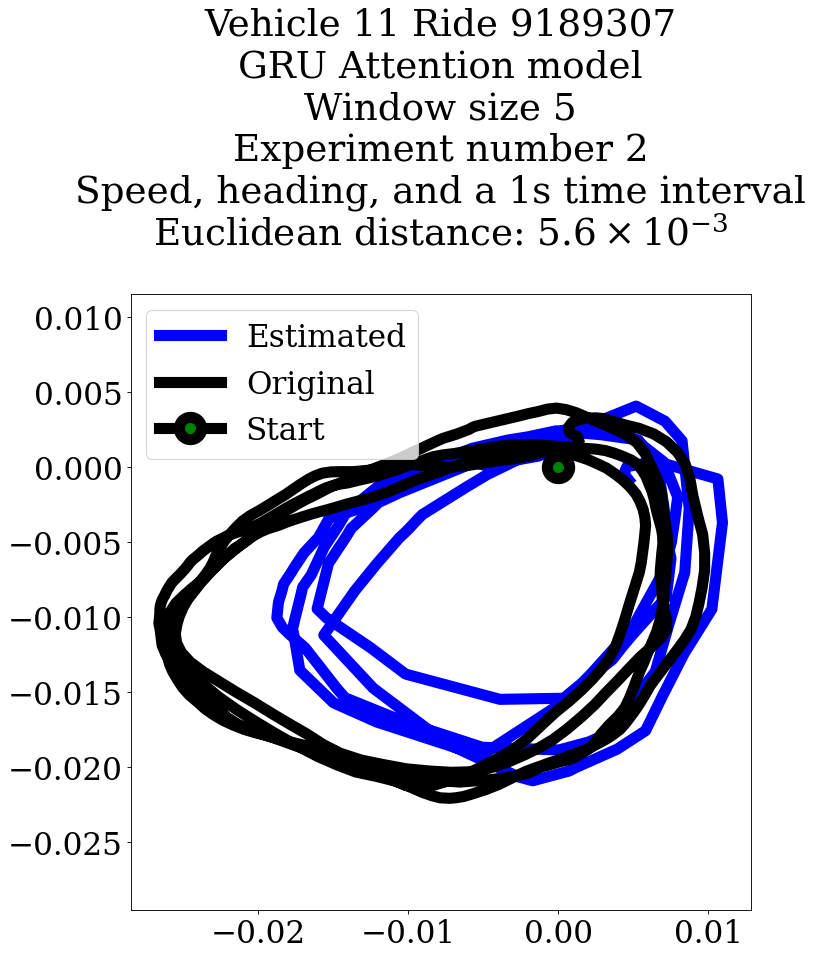 Vehicle 11 Ride 9189307
GRU Attention model
Window size 5
Experiment number 2
Speed, heading, and a 1s time interval
Euclidean distance: 5.6 × 10⁻³
Estimated
Original
Start
0.010
0.005
0.000
−0.005
−0.010
−0.015
−0.020
−0.025
−0.02 −0.01 0.00 0.01